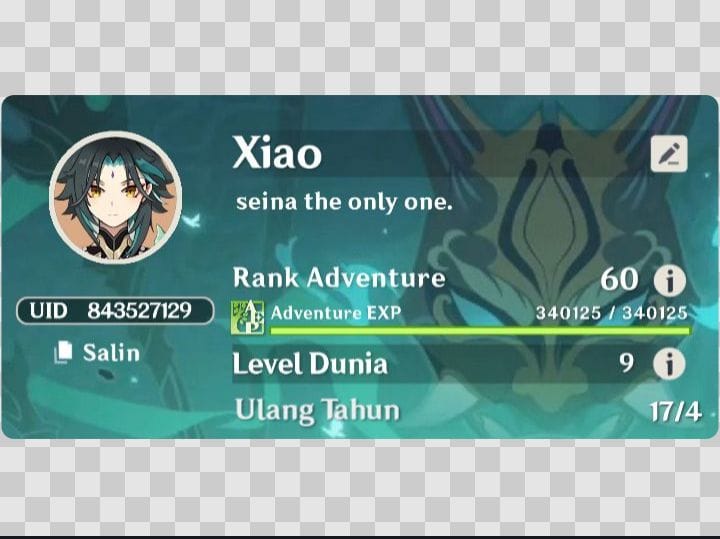 Xiao
seina the only one.
Rank Adventure 60
UID 843527129
Adventure EXP 340125 / 340125
Salin
Level Dunia 9
Ulang Tahun 17/4